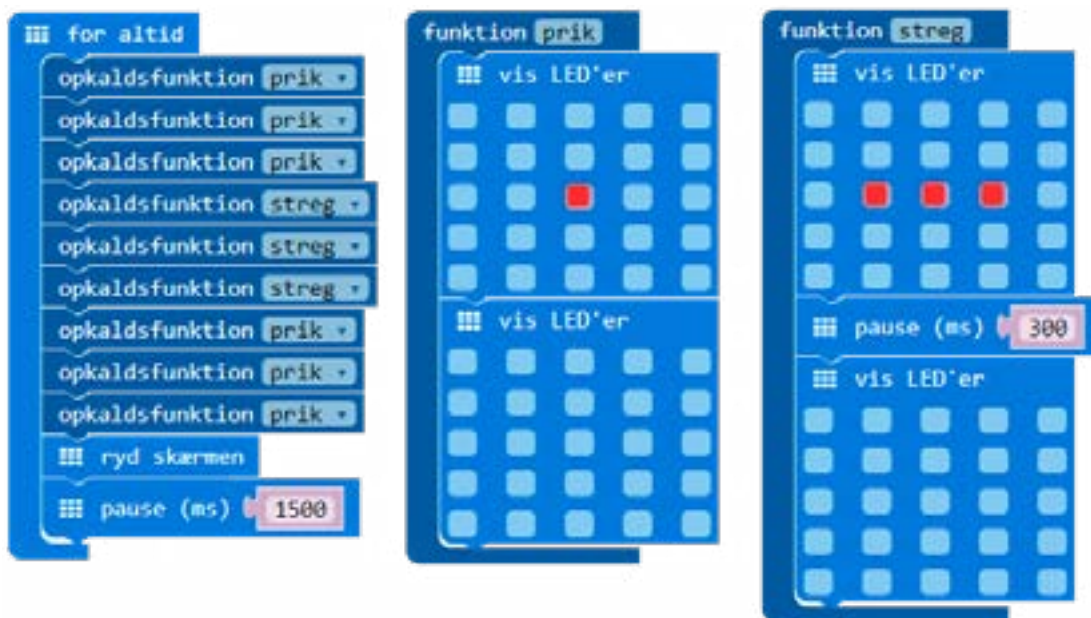 for altid
opkaldsfunktion prik
opkaldsfunktion prik
opkaldsfunktion prik
opkaldsfunktion streg
opkaldsfunktion streg
opkaldsfunktion streg
opkaldsfunktion prik
opkaldsfunktion prik
opkaldsfunktion prik
ryd skærmen
pause (ms) 1500
funktion prik
vis LED'er
vis LED'er
funktion streg
vis LED'er
pause (ms) 300
vis LED'er